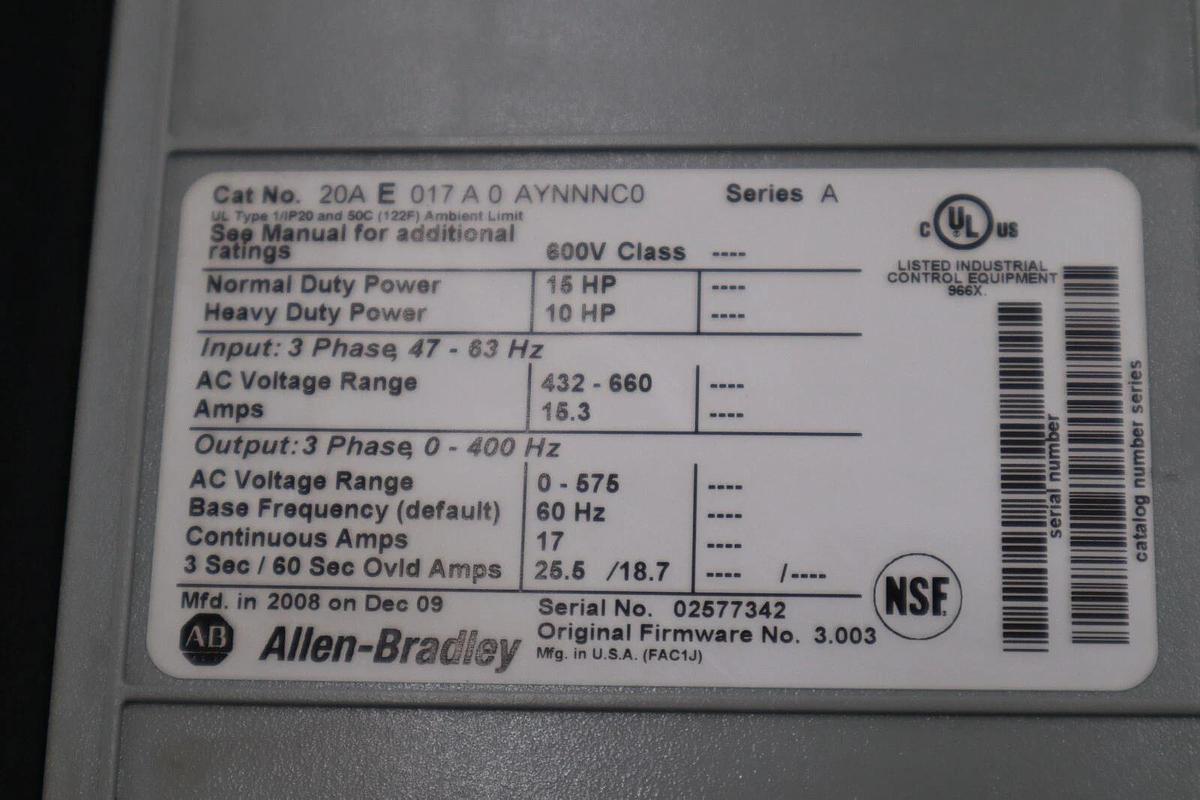 Cat No. 20A E 017 A 0 AYNNNC0 Series A
UL Type 1/IP20 and 50C (122F) Ambient Limit
See Manual for additional
ratings 600V Class ----
Normal Duty Power 15 HP ----
Heavy Duty Power 10 HP ----
Input: 3 Phase, 47 - 63 Hz
AC Voltage Range 432 - 660 ----
Amps 15.3 ----
Output: 3 Phase, 0 - 400 Hz
AC Voltage Range 0 - 575 ----
Base Frequency (default) 60 Hz ----
Continuous Amps 17 ----
3 Sec / 60 Sec Ovld Amps 25.5 /18.7 ---- /----
Mfd. in 2008 on Dec 09
Serial No. 02577342
Original Firmware No. 3.003
Mfg. in U.S.A. (FAC1J)
AB Allen-Bradley
C UL US
LISTED INDUSTRIAL
CONTROL EQUIPMENT
966X
serial number
catalog number series
NSF